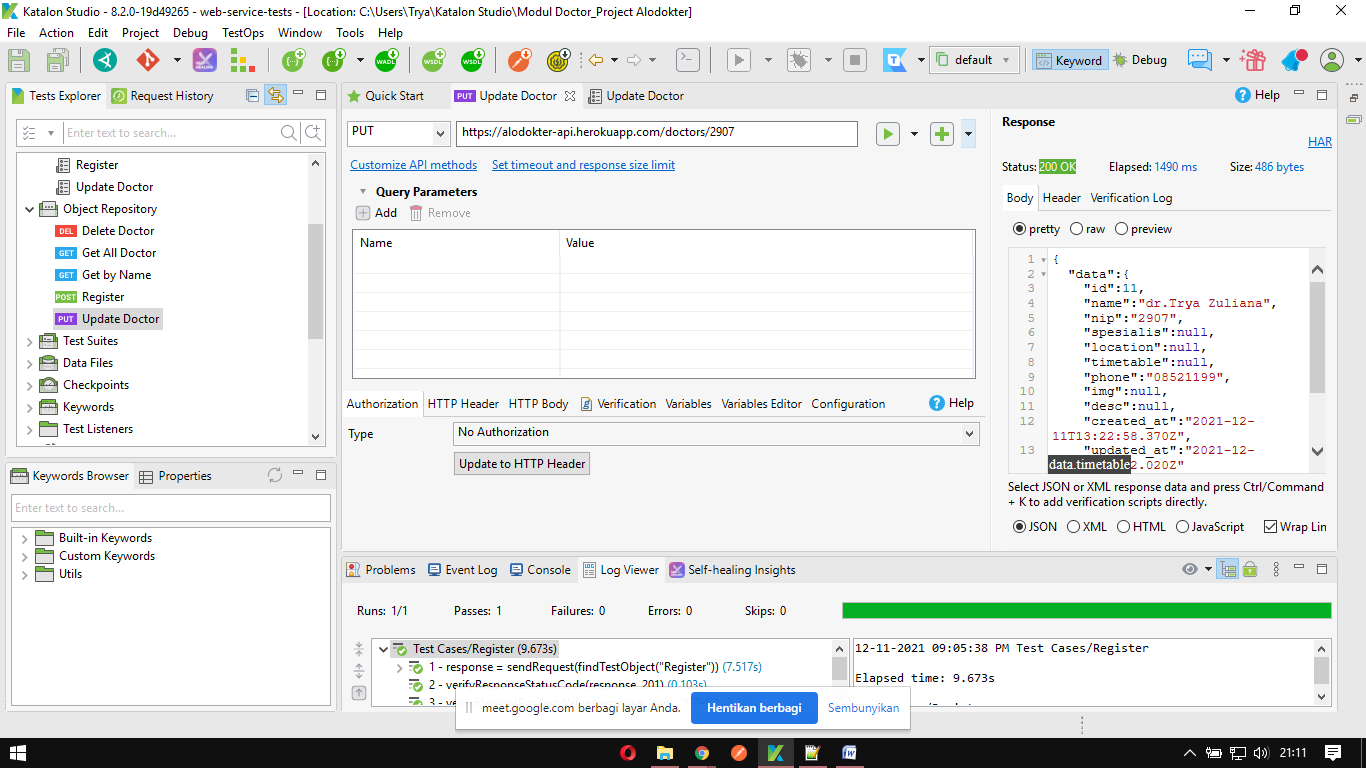 Katalon Studio - 8.2.0-19d49265 - web-service-tests - [Location: C:\Users\Trya\Katalon Studio\Modul Doctor_Project Alodokter]
File Action Edit Project Debug TestOps Window Tools Help
default
Keyword
Debug
Tests Explorer
Request History
Enter text to search...
Register
Update Doctor
Object Repository
DEL Delete Doctor
GET Get All Doctor
GET Get by Name
POST Register
PUT Update Doctor
Test Suites
Data Files
Checkpoints
Keywords
Test Listeners
Keywords Browser
Properties
Enter text to search...
Built-in Keywords
Custom Keywords
Utils
Quick Start
PUT Update Doctor
Update Doctor
Help
PUT
https://alodokter-api.herokuapp.com/doctors/2907
Customize API methods
Set timeout and response size limit
Query Parameters
Add
Remove
Name Value
Authorization HTTP Header HTTP Body Verification Variables Variables Editor Configuration
Help
Type
No Authorization
Update to HTTP Header
Response
HAR
Status: 200 OK Elapsed: 1490 ms Size: 486 bytes
Body Header Verification Log
pretty raw preview
1 {
2 "data":{
3 "id":11,
4 "name":"dr.Trya Zuliana",
5 "nip":"2907",
6 "spesialis":null,
7 "location":null,
8 "timetable":null,
9 "phone":"08521199",
10 "img":null,
11 "desc":null,
12 "created_at":"2021-12-
11T13:22:58.370Z",
13 "updated_at":"2021-12-
data.timetable 2.020Z"
Select JSON or XML response data and press Ctrl/Command
+ K to add verification scripts directly.
JSON XML HTML JavaScript Wrap Lin
Problems Event Log Console Log Viewer Self-healing Insights
Runs: 1/1 Passes: 1 Failures: 0 Errors: 0 Skips: 0
Test Cases/Register (9.673s)
1 - response = sendRequest(findTestObject("Register")) (7.517s)
2 - verifyResponseStatusCode(response, 201) (0.103s)
12-11-2021 09:05:38 PM Test Cases/Register
Elapsed time: 9.673s
meet.google.com berbagi layar Anda.
Hentikan berbagi
Sembunyikan
21:11